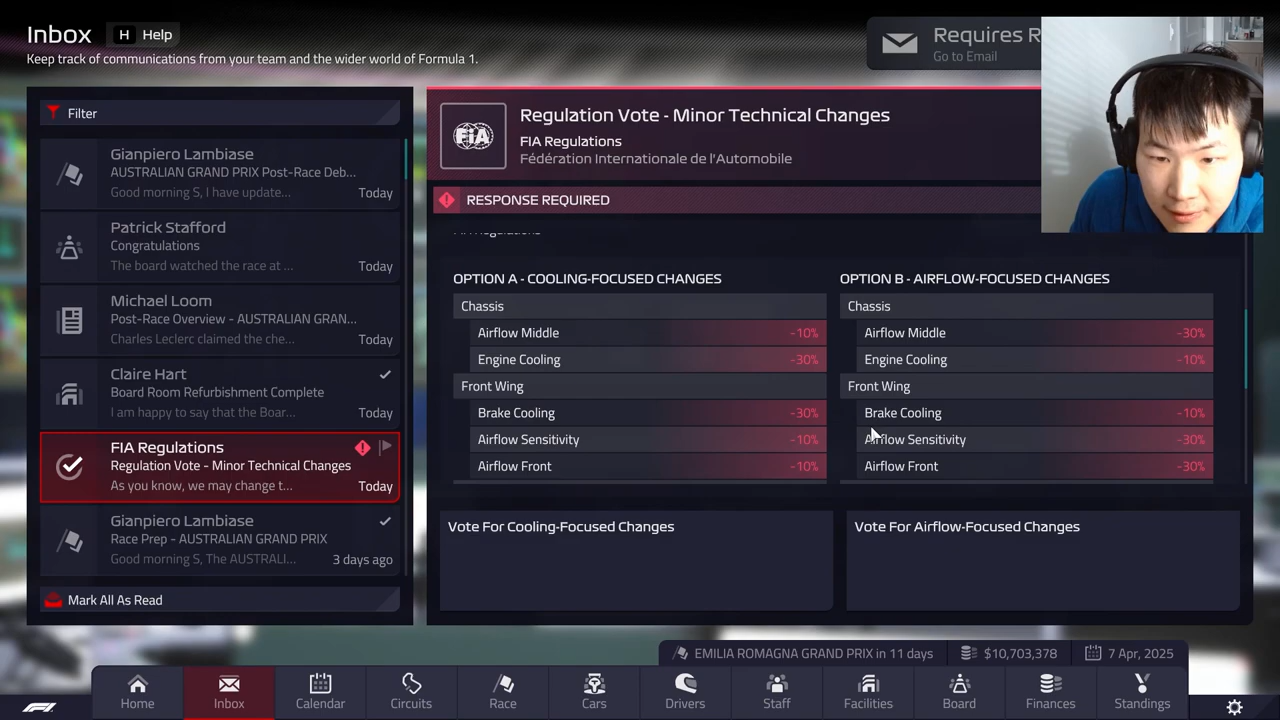 Inbox
H Help
Keep track of communications from your team and the wider world of Formula 1.
Requires R
Go to Email
Filter
Gianpiero Lambiase
AUSTRALIAN GRAND PRIX Post-Race Deb...
Good morning S, I have update...
Today
Patrick Stafford
Congratulations
The board watched the race at ...
Today
Michael Loom
Post-Race Overview - AUSTRALIAN GRAN...
Charles Leclerc claimed the che...
Today
Claire Hart
Board Room Refurbishment Complete
I am happy to say that the Boar...
Today
FIA Regulations
Regulation Vote - Minor Technical Changes
As you know, we may change t...
Today
Gianpiero Lambiase
Race Prep - AUSTRALIAN GRAND PRIX
Good morning S, The AUSTRALI...
3 days ago
Mark All As Read
FIA
Regulation Vote - Minor Technical Changes
FIA Regulations
Fédération Internationale de l'Automobile
RESPONSE REQUIRED
FIA Regulations
OPTION A - COOLING-FOCUSED CHANGES
Chassis
Airflow Middle -10%
Engine Cooling -30%
Front Wing
Brake Cooling -30%
Airflow Sensitivity -10%
Airflow Front -10%
OPTION B - AIRFLOW-FOCUSED CHANGES
Chassis
Airflow Middle -30%
Engine Cooling -10%
Front Wing
Brake Cooling -10%
Airflow Sensitivity -30%
Airflow Front -30%
Vote For Cooling-Focused Changes
Vote For Airflow-Focused Changes
EMILIA ROMAGNA GRAND PRIX in 11 days
$10,703,378
7 Apr, 2025
Home
Inbox
Calendar
Circuits
Race
Cars
Drivers
Staff
Facilities
Board
Finances
Standings